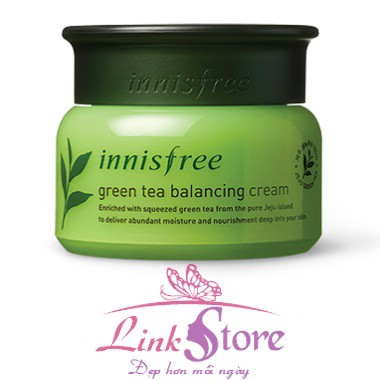 innisfree
innisfree
green tea balancing cream
Enriched with squeezed green tea from the pure Jeju island
to deliver abundant moisture and nourishment deep into your skin.
Link Store
Đẹp hơn mỗi ngày